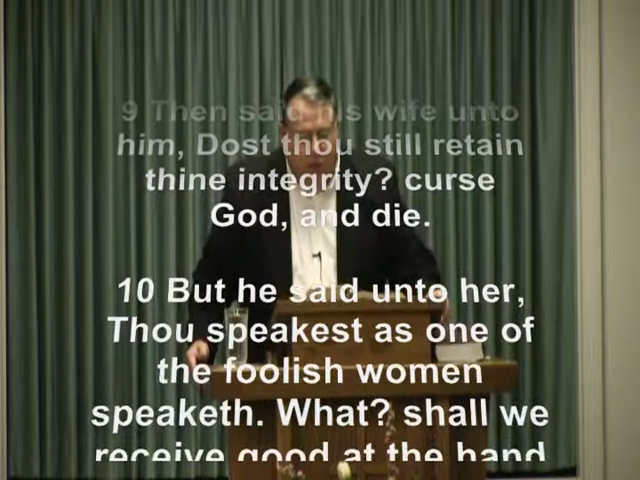 9 Then said his wife unto
him, Dost thou still retain
thine integrity? curse
God, and die.
10 But he said unto her,
Thou speakest as one of
the foolish women
speaketh. What? shall we
receive good at the hand